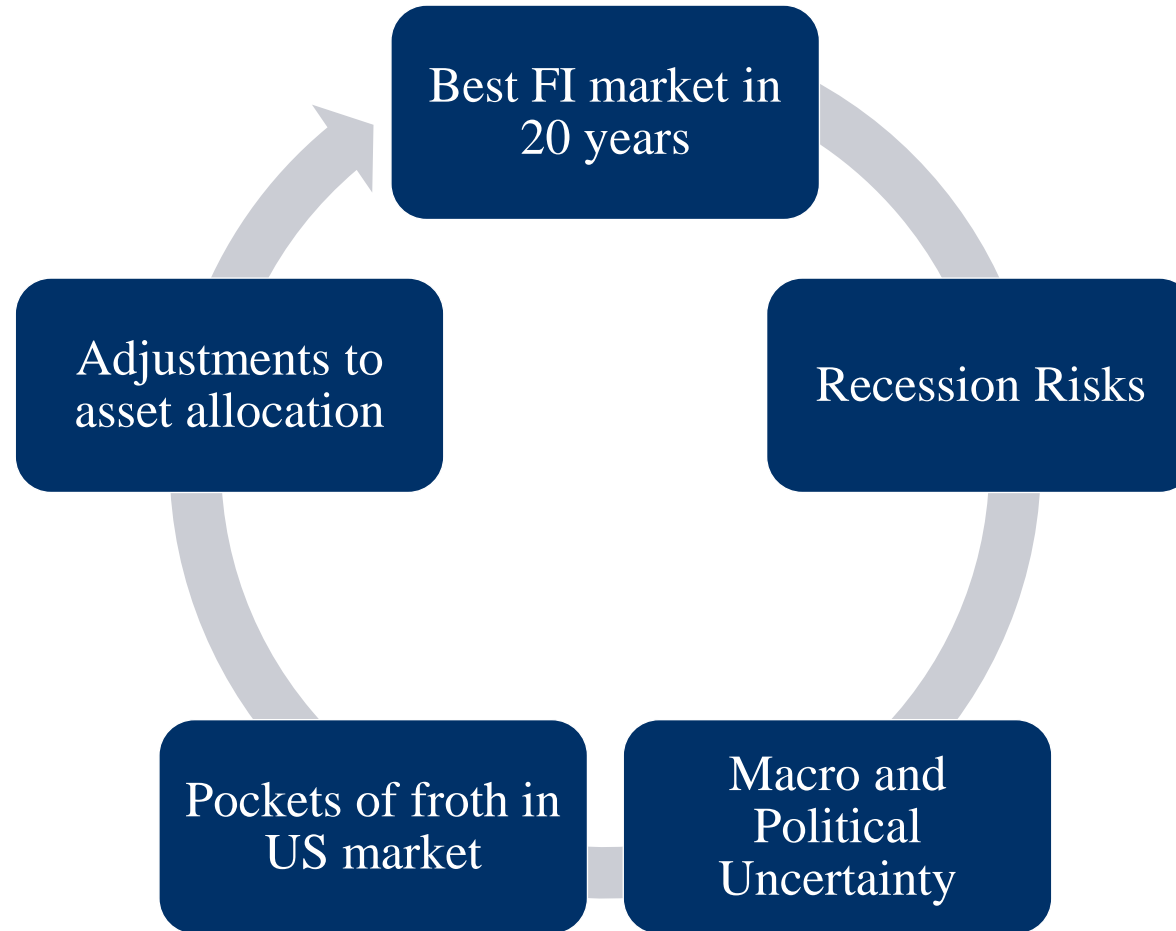 Best FI market in
20 years
Recession Risks
Macro and
Political
Uncertainty
Pockets of froth in
US market
Adjustments to
asset allocation